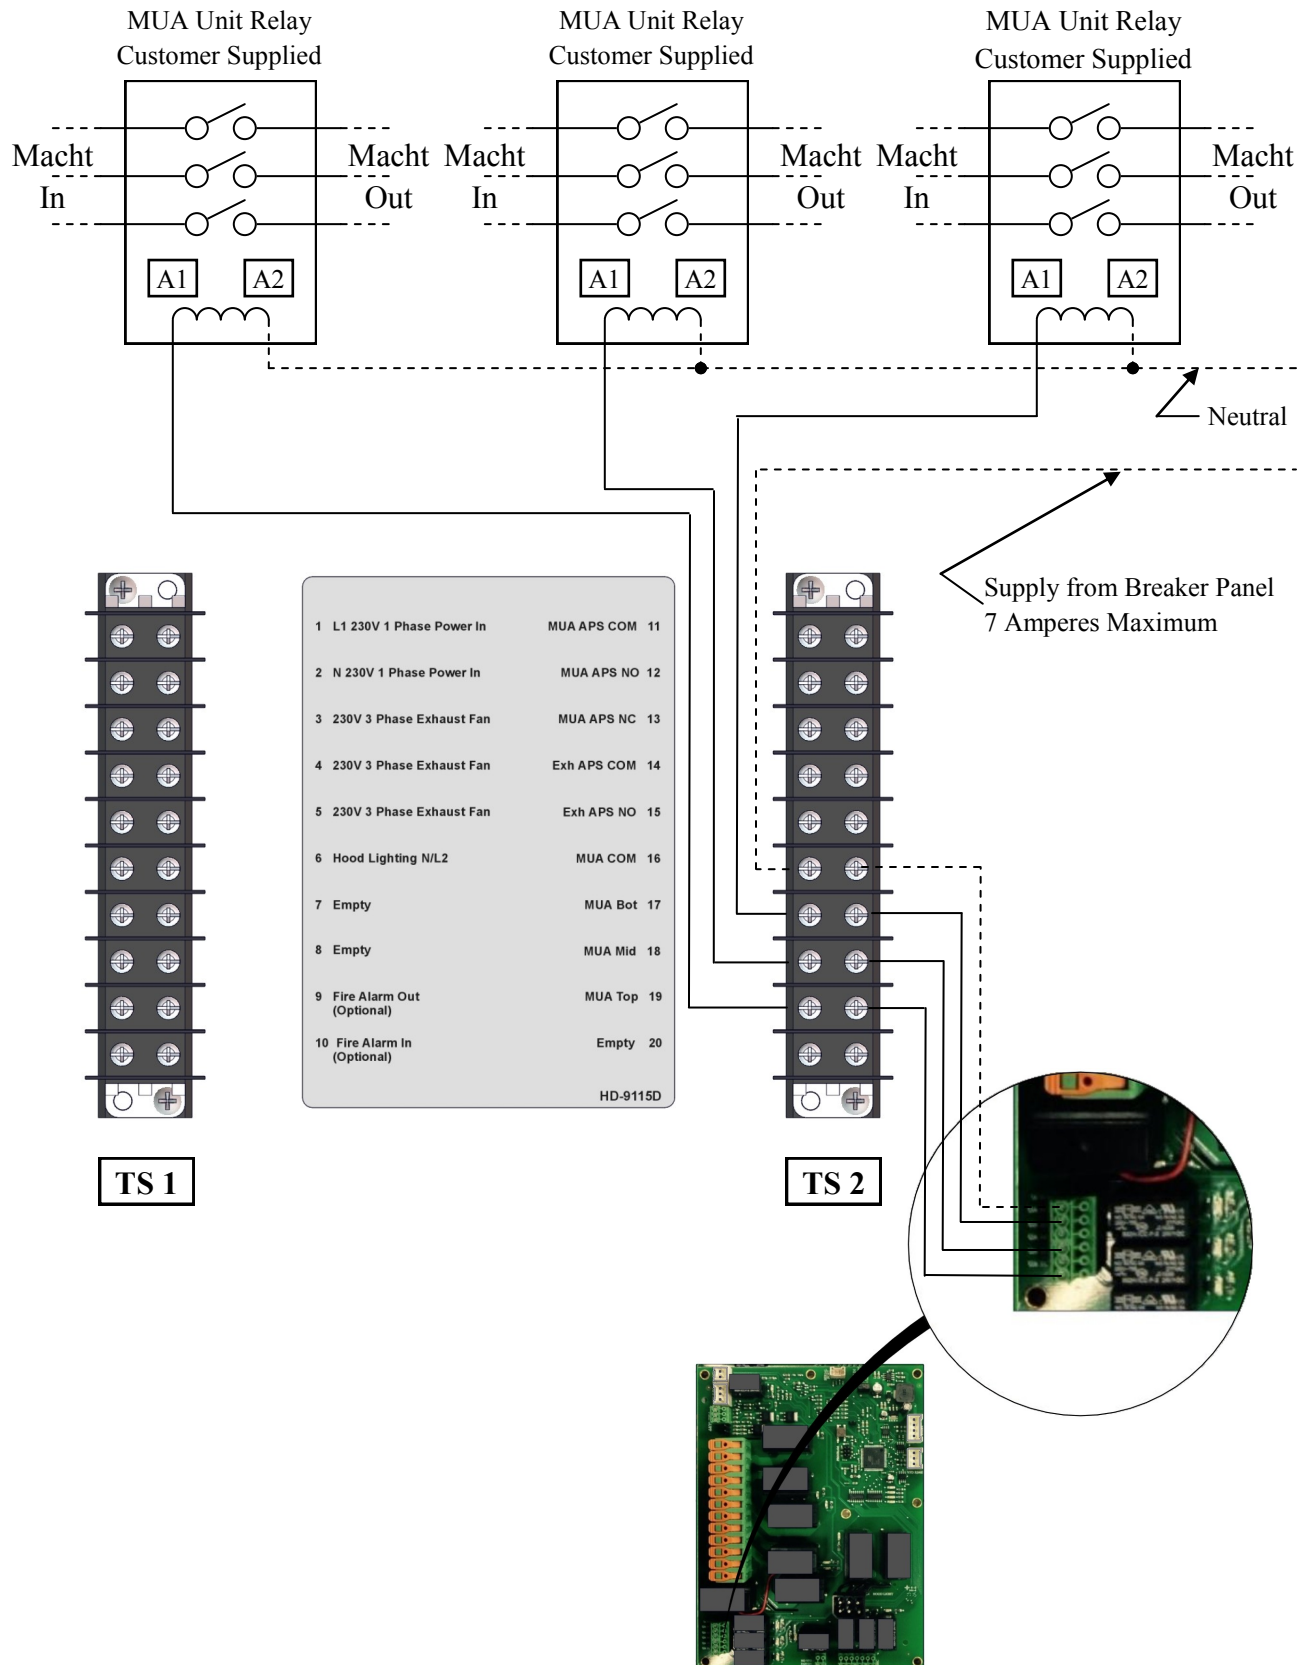 MUA Unit Relay
Customer Supplied
MUA Unit Relay
Customer Supplied
MUA Unit Relay
Customer Supplied
Macht
In
Macht
Out
Macht
In
Macht
Out
Macht
In
Macht
Out
A1
A2
A1
A2
A1
A2
Neutral
Supply from Breaker Panel
7 Amperes Maximum
1 L1 230V 1 Phase Power In
MUA APS COM 11
2 N 230V 1 Phase Power In
MUA APS NO 12
3 230V 3 Phase Exhaust Fan
MUA APS NC 13
4 230V 3 Phase Exhaust Fan
Exh APS COM 14
5 230V 3 Phase Exhaust Fan
Exh APS NO 15
6 Hood Lighting N/L2
MUA COM 16
7 Empty
MUA Bot 17
8 Empty
MUA Mid 18
9 Fire Alarm Out
(Optional)
MUA Top 19
10 Fire Alarm In
(Optional)
Empty 20
HD-9115D
TS 1
TS 2